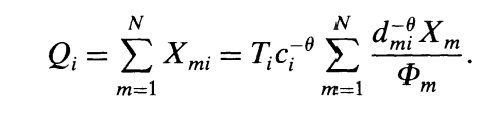 Q_i = \sum_{m=1}^{N} X_{mi} = T_i c_i^{-\theta} \sum_{m=1}^{N} \frac{d_{mi}^{-\theta} X_m}{\Phi_m}.